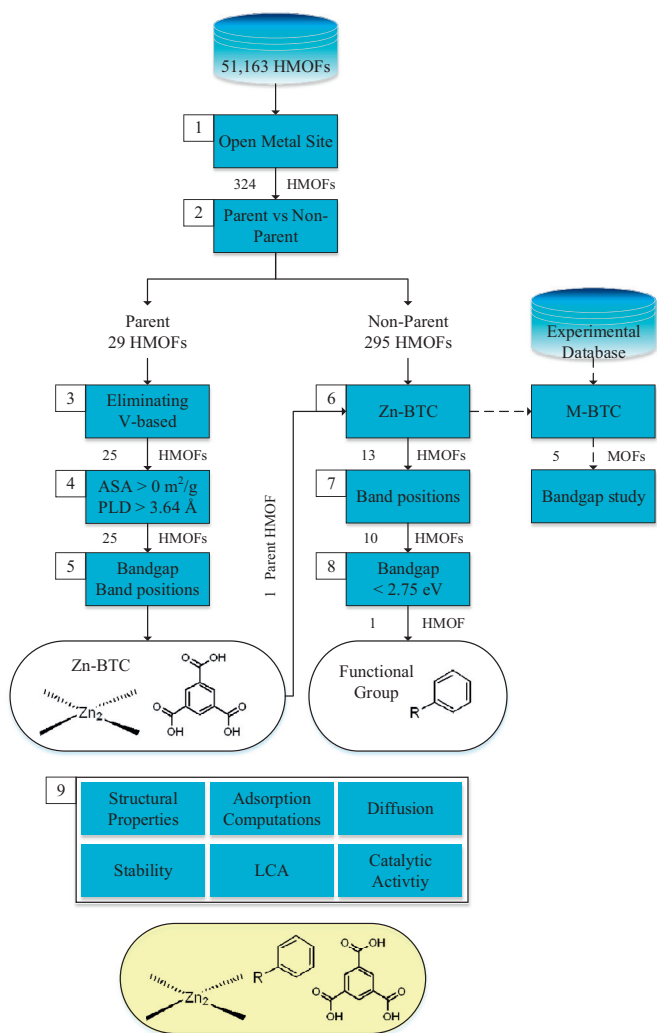 51,163 HMOFs
1
Open Metal Site
324 HMOFs
2
Parent vs Non-
Parent
Parent
29 HMOFs
Non-Parent
295 HMOFs
Experimental
Database
3
Eliminating
V-based
6
Zn-BTC
M-BTC
25 HMOFs
13 HMOFs
5 MOFs
4
ASA > 0 m²/g
PLD > 3.64 Å
7
Band positions
Bandgap study
25 HMOFs
10 HMOFs
1 Parent HMOF
5
Bandgap
Band positions
8
Bandgap
< 2.75 eV
1 HMOF
Zn-BTC
Zn₂
O
OH
O
OH
O
OH
Functional
Group
R
9
Structural
Properties
Adsorption
Computations
Diffusion
Stability
LCA
Catalytic
Activtiy
Zn₂
R
O
OH
O
OH
O
OH